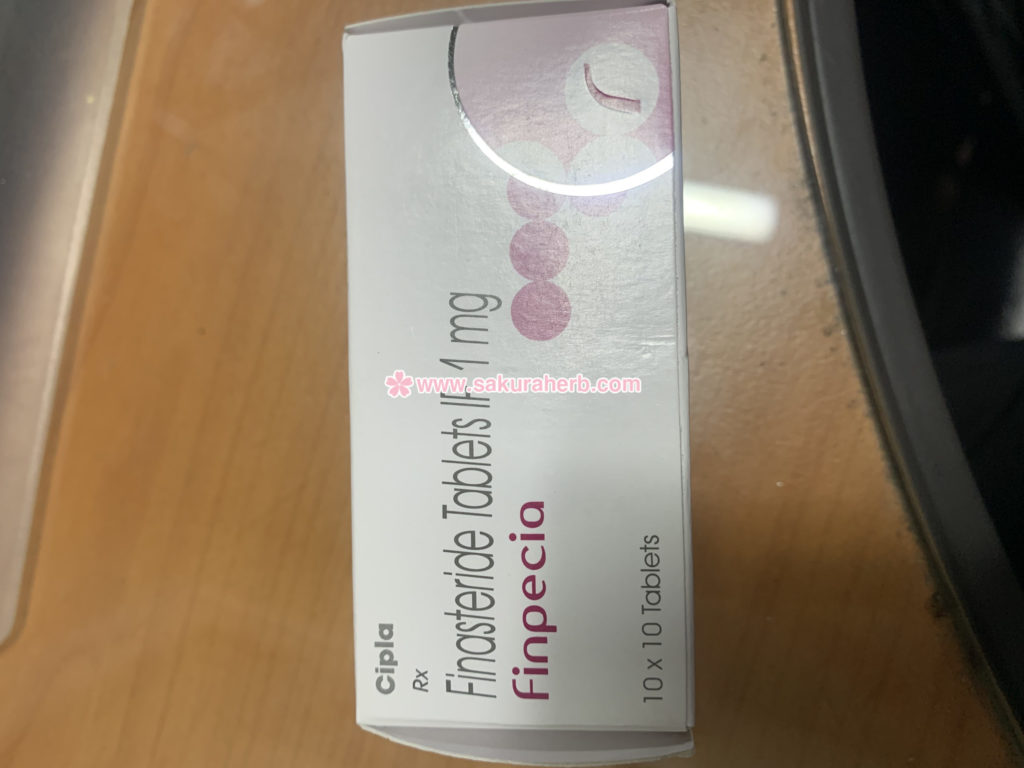 Cipla
Rx
Finasteride Tablets IP 1 mg
Finpecia
10 x 10 Tablets
www.sakuraherb.com